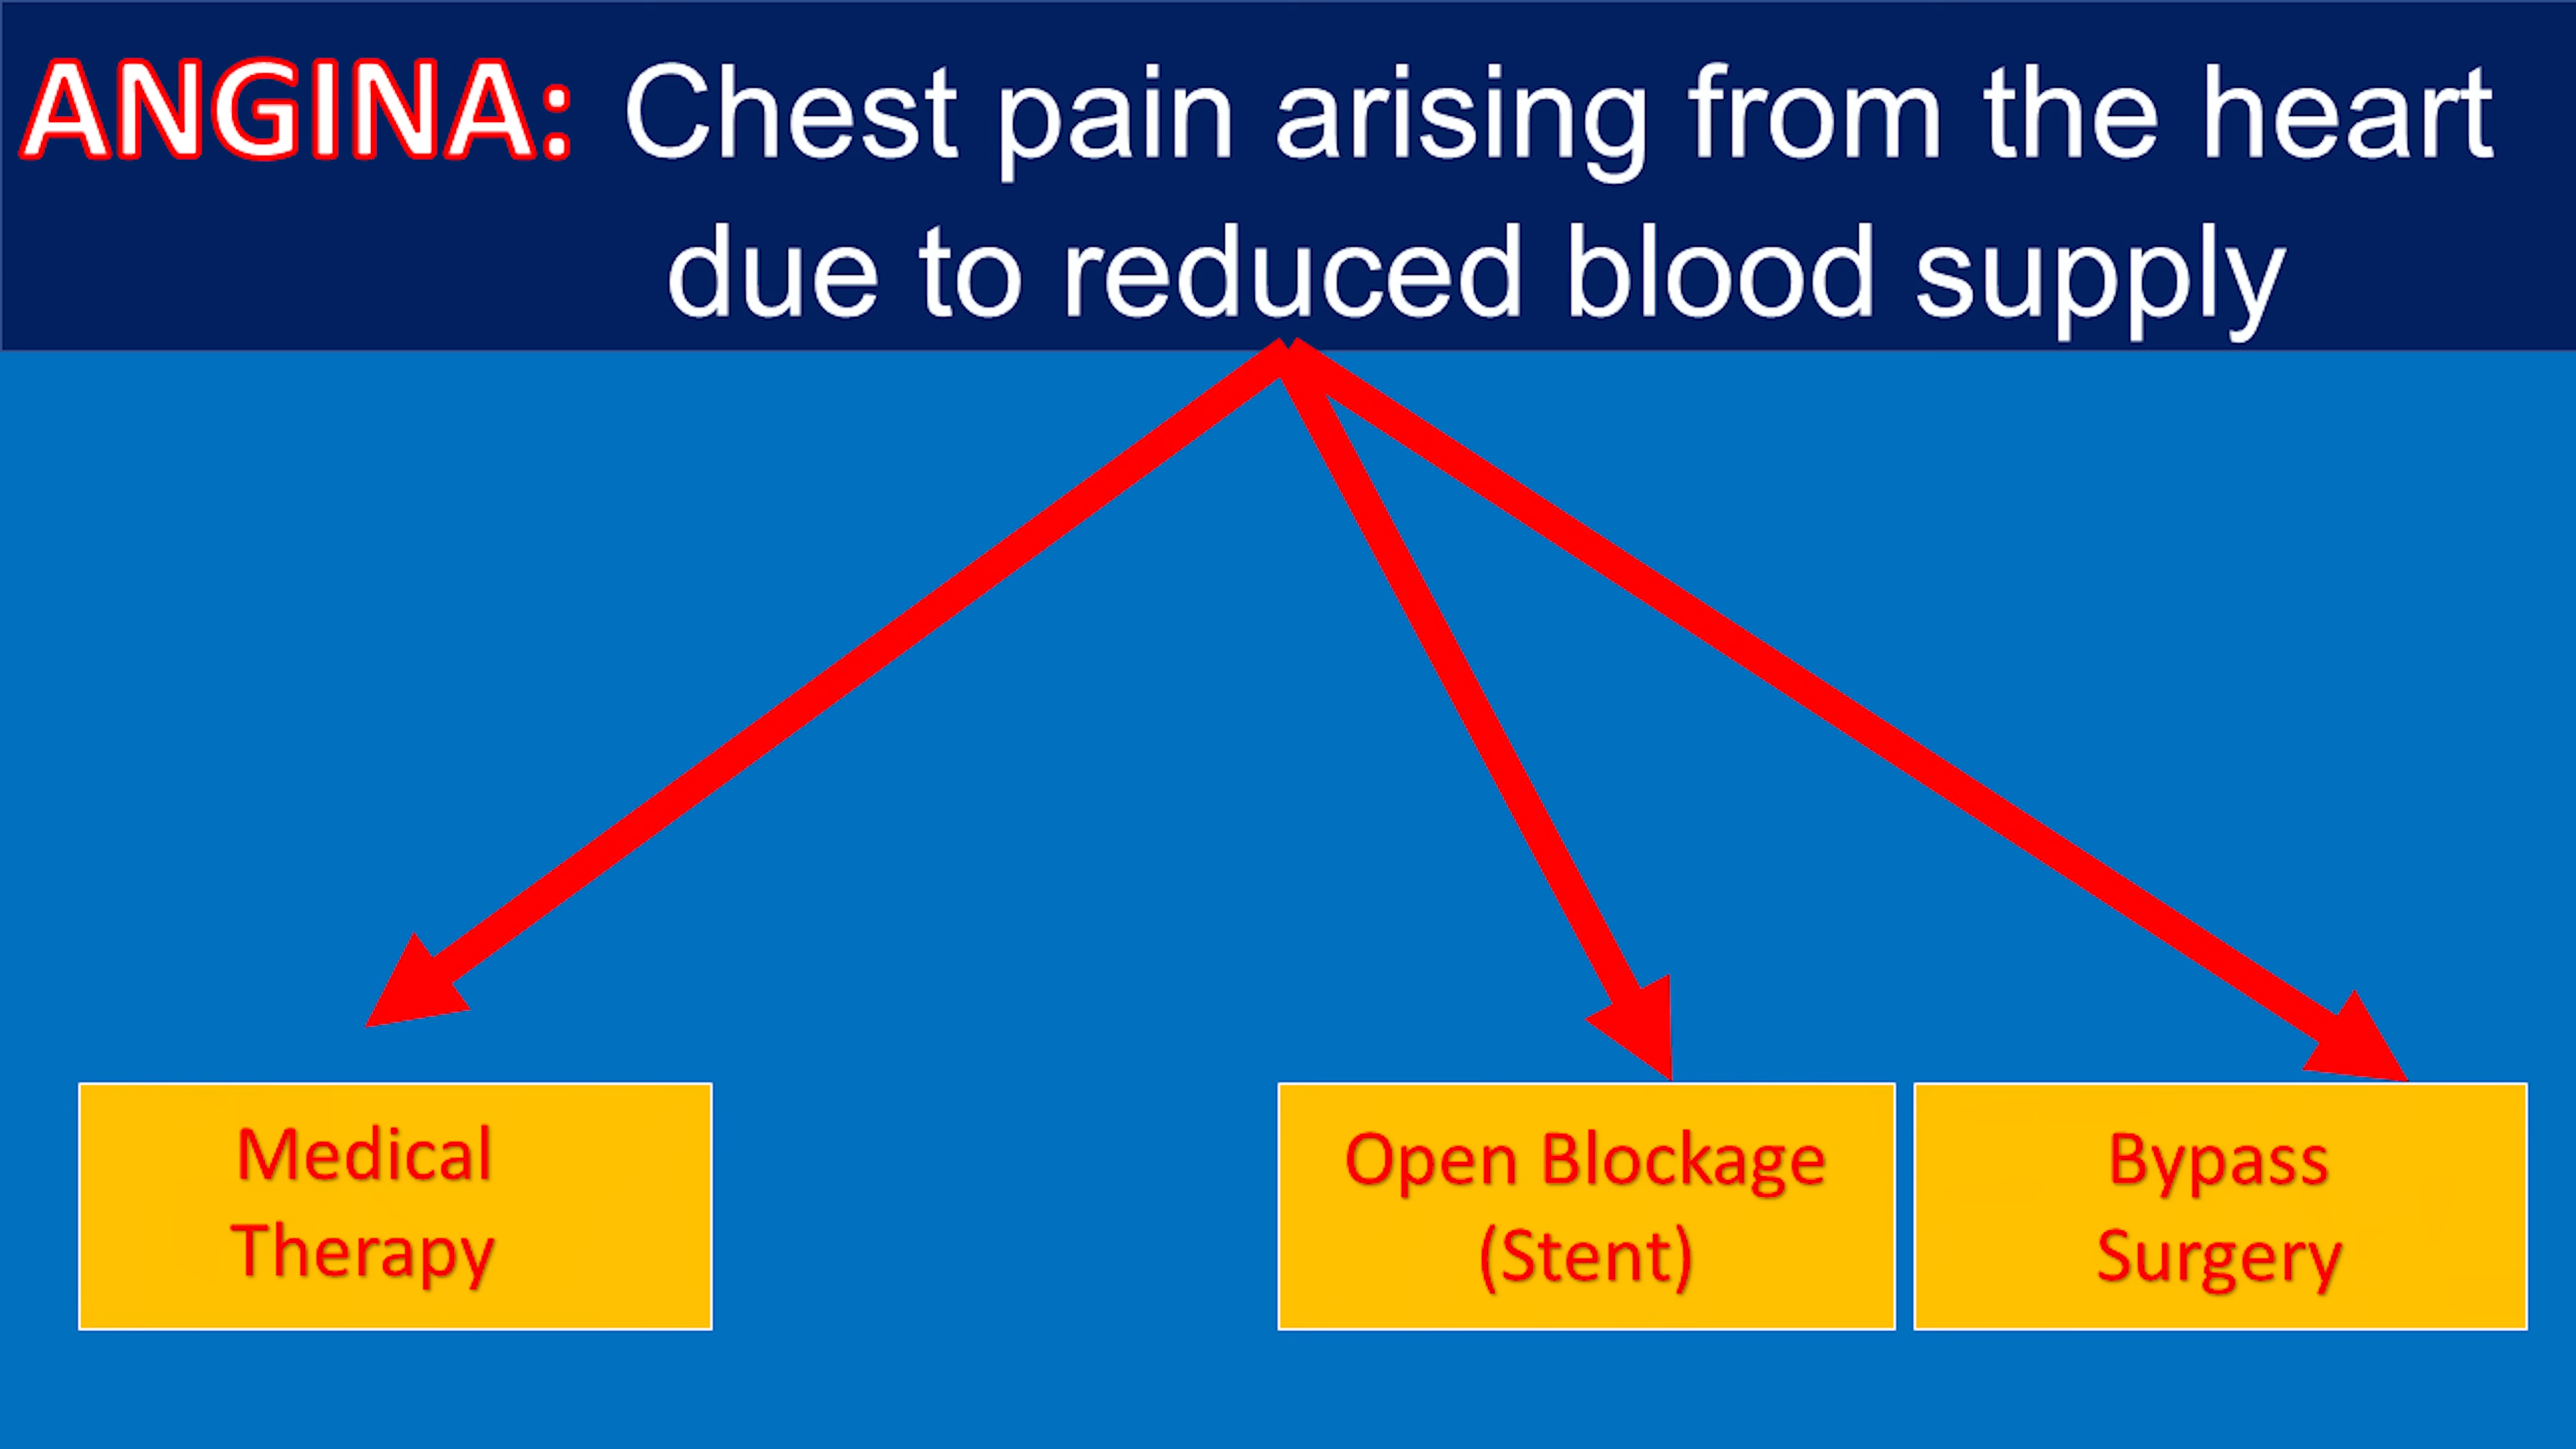 ANGINA: Chest pain arising from the heart
due to reduced blood supply
Medical
Therapy
Open Blockage
(Stent)
Bypass
Surgery